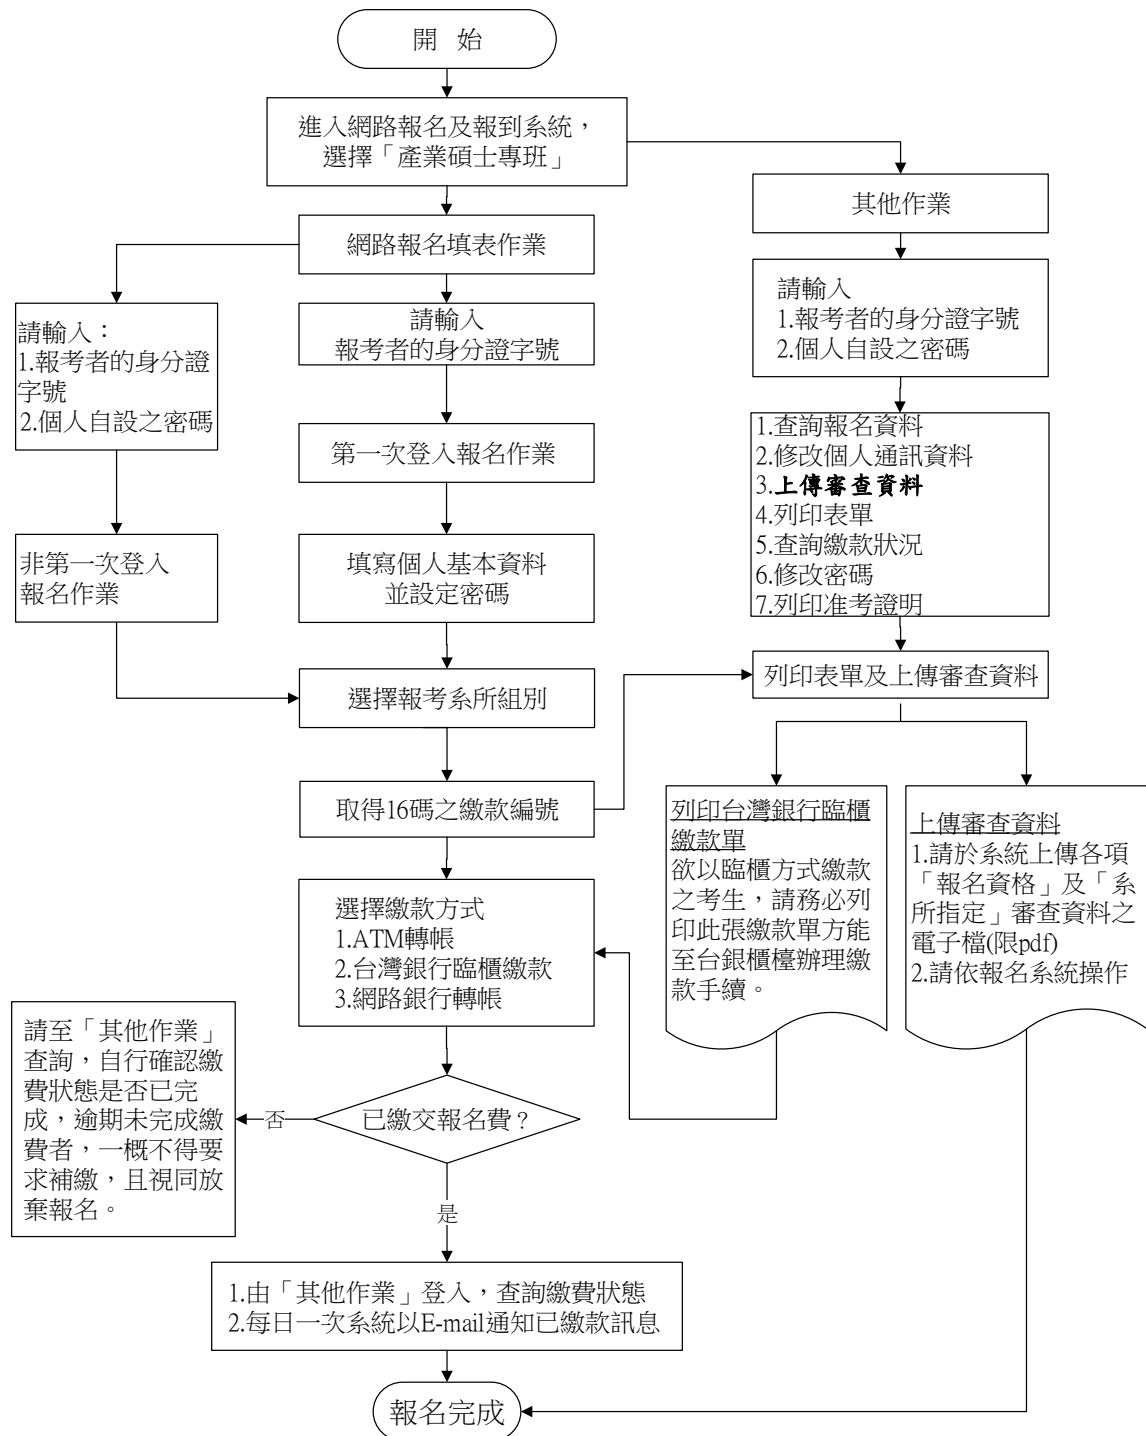 開 始
進入網路報名及報到系統，
選擇「產業碩士專班」
其他作業
網路報名填表作業
請輸入：
1.報考者的身分證
字號
2.個人自設之密碼
請輸入
報考者的身分證字號
請輸入
1.報考者的身分證字號
2.個人自設之密碼
第一次登入報名作業
1.查詢報名資料
2.修改個人通訊資料
3.上傳審查資料
4.列印表單
5.查詢繳款狀況
6.修改密碼
7.列印准考證明
非第一次登入
報名作業
填寫個人基本資料
並設定密碼
選擇報考系所組別
列印表單及上傳審查資料
取得16碼之繳款編號
列印台灣銀行臨櫃
繳款單
欲以臨櫃方式繳款
之考生，請務必列
印此張繳款單方能
至台銀櫃檯辦理繳
款手續。
上傳審查資料
1.請於系統上傳各項
「報名資格」及「系
所指定」審查資料之
電子檔(限pdf)
2.請依報名系統操作
選擇繳款方式
1.ATM轉帳
2.台灣銀行臨櫃繳款
3.網路銀行轉帳
請至「其他作業」
查詢，自行確認繳
費狀態是否已完
成，逾期未完成繳
費者，一概不得要
求補繳，且視同放
棄報名。
否
已繳交報名費？
是
1.由「其他作業」登入，查詢繳費狀態
2.每日一次系統以E-mail通知已繳款訊息
報名完成